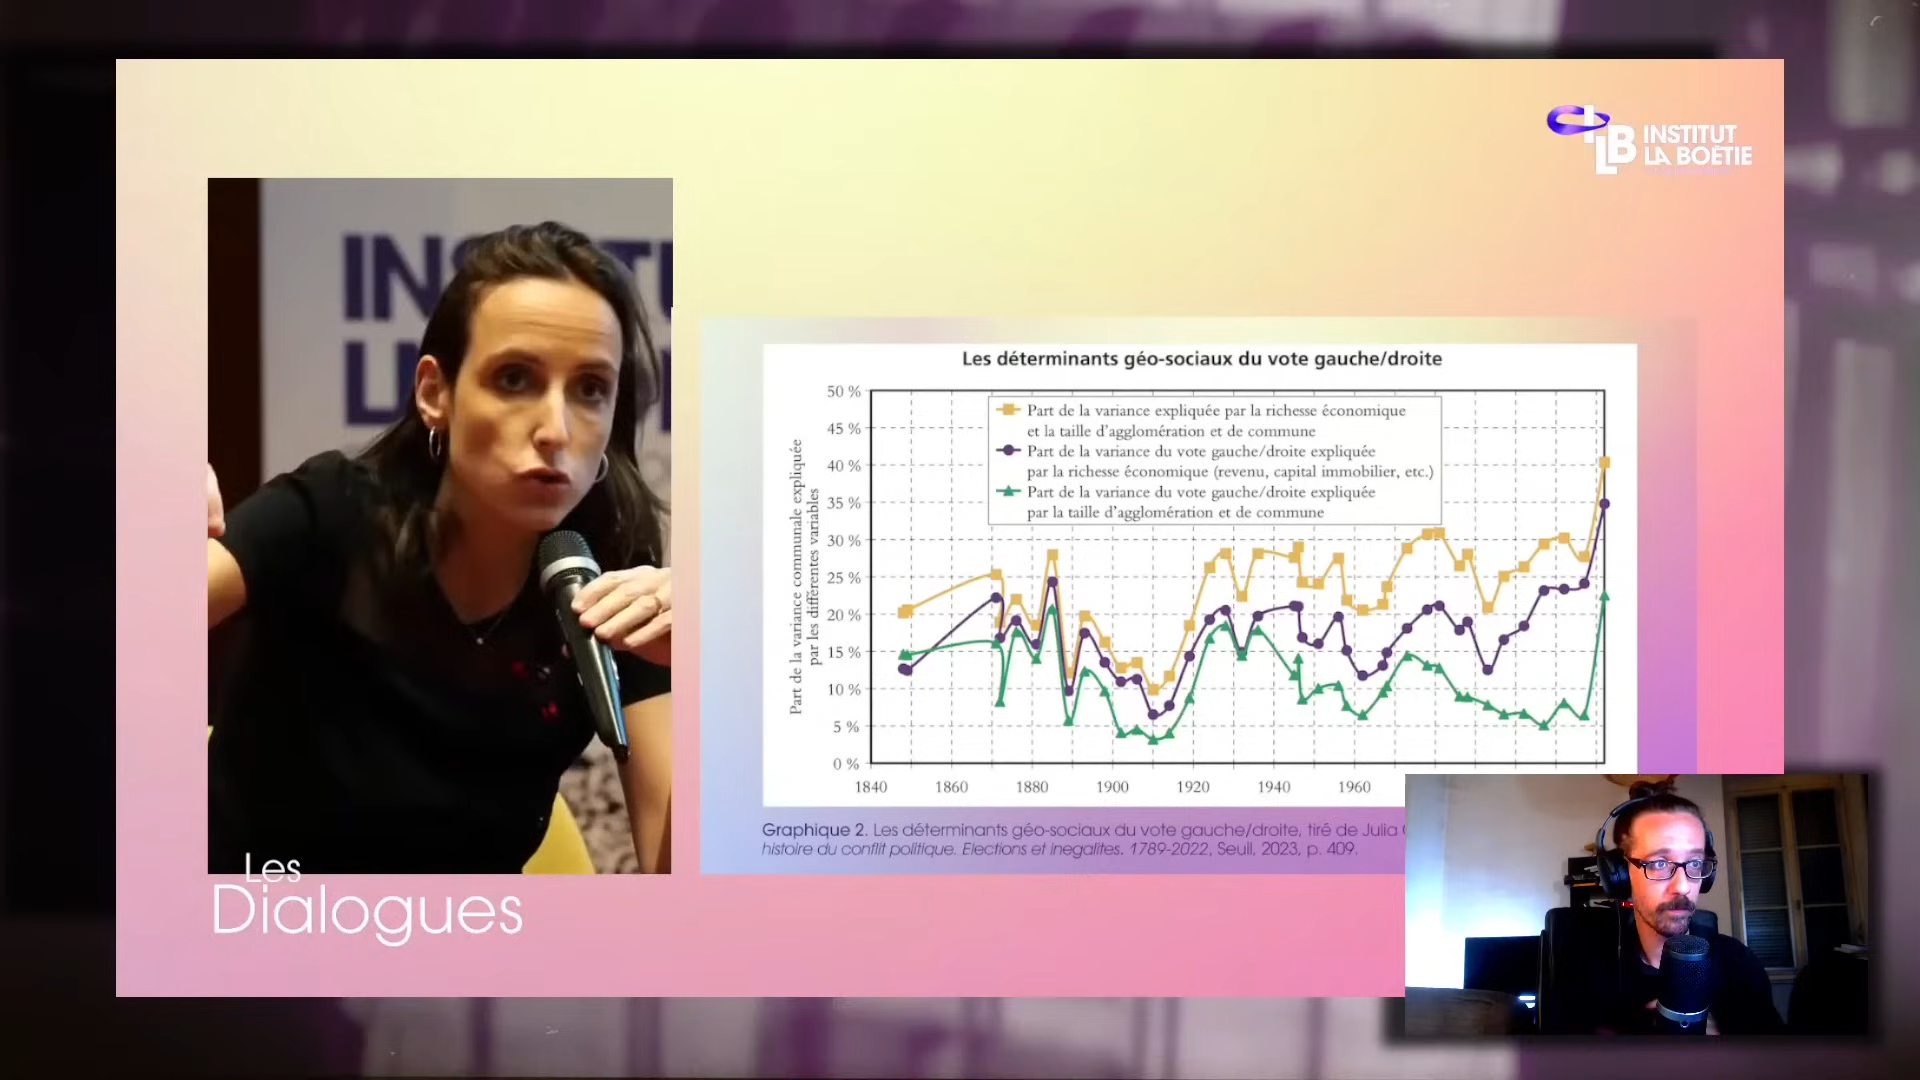 INSTITUT
LA BOÉTIE
ILB
Les déterminants géo-sociaux du vote gauche/droite
Part de la variance communale expliquée
par les différentes variables
50 %
45 %
40 %
35 %
30 %
25 %
20 %
15 %
10 %
5 %
0 %
Part de la variance expliquée par la richesse économique
et la taille d’agglomération et de commune
Part de la variance du vote gauche/droite expliquée
par la richesse économique (revenu, capital immobilier, etc.)
Part de la variance du vote gauche/droite expliquée
par la taille d’agglomération et de commune
1840 1860 1880 1900 1920 1940 1960
Graphique 2. Les déterminants géo-sociaux du vote gauche/droite, tiré de Julia
histoire du conflit politique. Elections et inegalites. 1789-2022, Seuil, 2023, p. 409.
Les
Dialogues